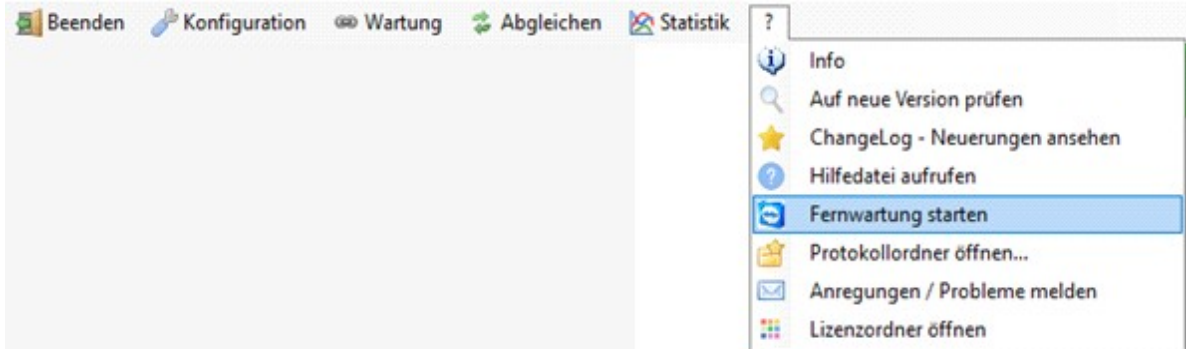 Beenden Konfiguration Wartung Abgleichen Statistik ?
Info
Auf neue Version prüfen
ChangeLog - Neuerungen ansehen
Hilfedatei aufrufen
Fernwartung starten
Protokollordner öffnen...
Anregungen / Probleme melden
Lizenzordner öffnen